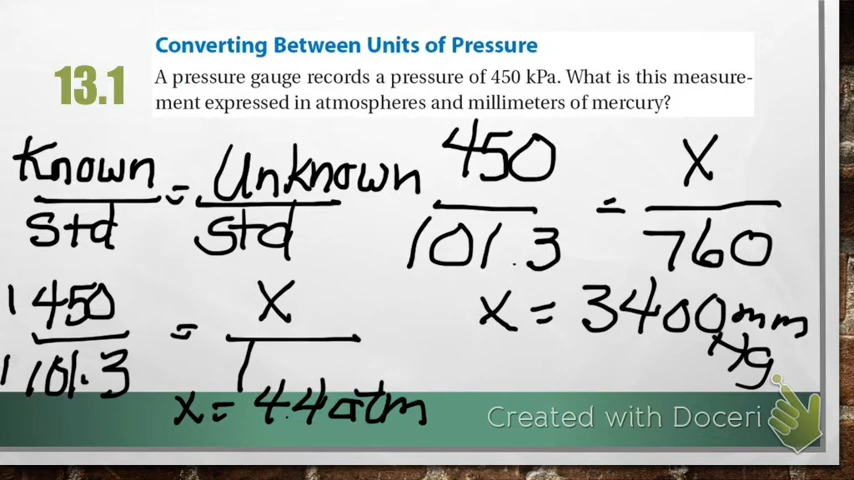 13.1
Converting Between Units of Pressure
A pressure gauge records a pressure of 450 kPa. What is this measure-
ment expressed in atmospheres and millimeters of mercury?
Known = Unknown
Std Std
450 = X
101.3 760
x = 3400mm
Hg
450 = X
101.3 1
x = 4.4 atm
Created with Doceri